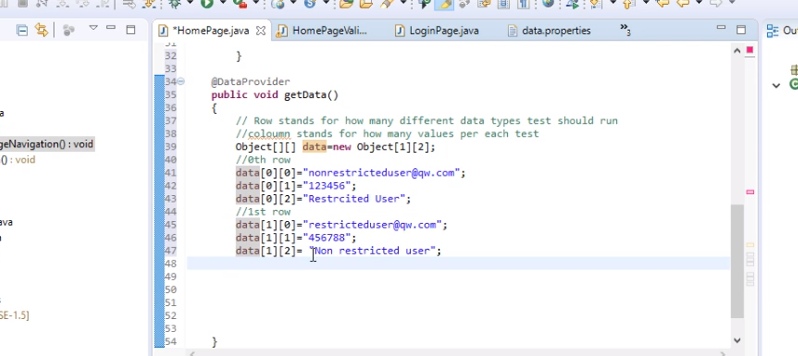 *HomePage.java
HomePageVali...
LoginPage.java
data.properties
3
Ou
31
32 }
33
34 @DataProvider
35 public void getData()
36 {
37 // Row stands for how many different data types test should run
38 //coloumn stands for how many values per each test
39 Object[][] data=new Object[1][2];
40 //0th row
41 data[0][0]="nonrestricteduser@qw.com";
42 data[0][1]="123456";
43 data[0][2]="Restrcited User";
44 //1st row
45 data[1][0]="restricteduser@qw.com";
46 data[1][1]="456788";
47 data[1][2]= "Non restricted user";
48
49
50
51
52
53
54 }
a
geNavigation() : void
() : void
ava
a
s
SE-1.5]